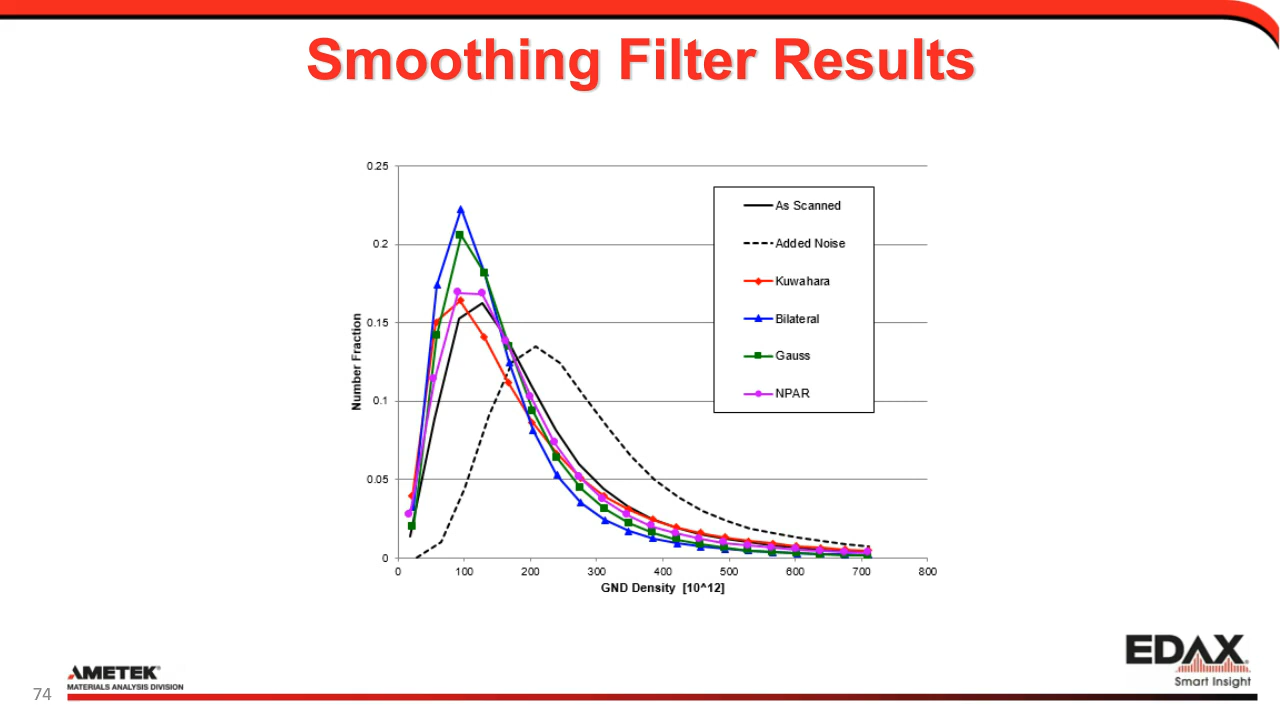 Smoothing Filter Results
0.25
0.2
0.15
0.1
0.05
0
Number Fraction
0
100
200
300
400
500
600
700
800
GND Density [10^12]
As Scanned
Added Noise
Kuwahara
Bilateral
Gauss
NPAR
74
AMETEK®
MATERIALS ANALYSIS DIVISION
EDAX
Smart Insight